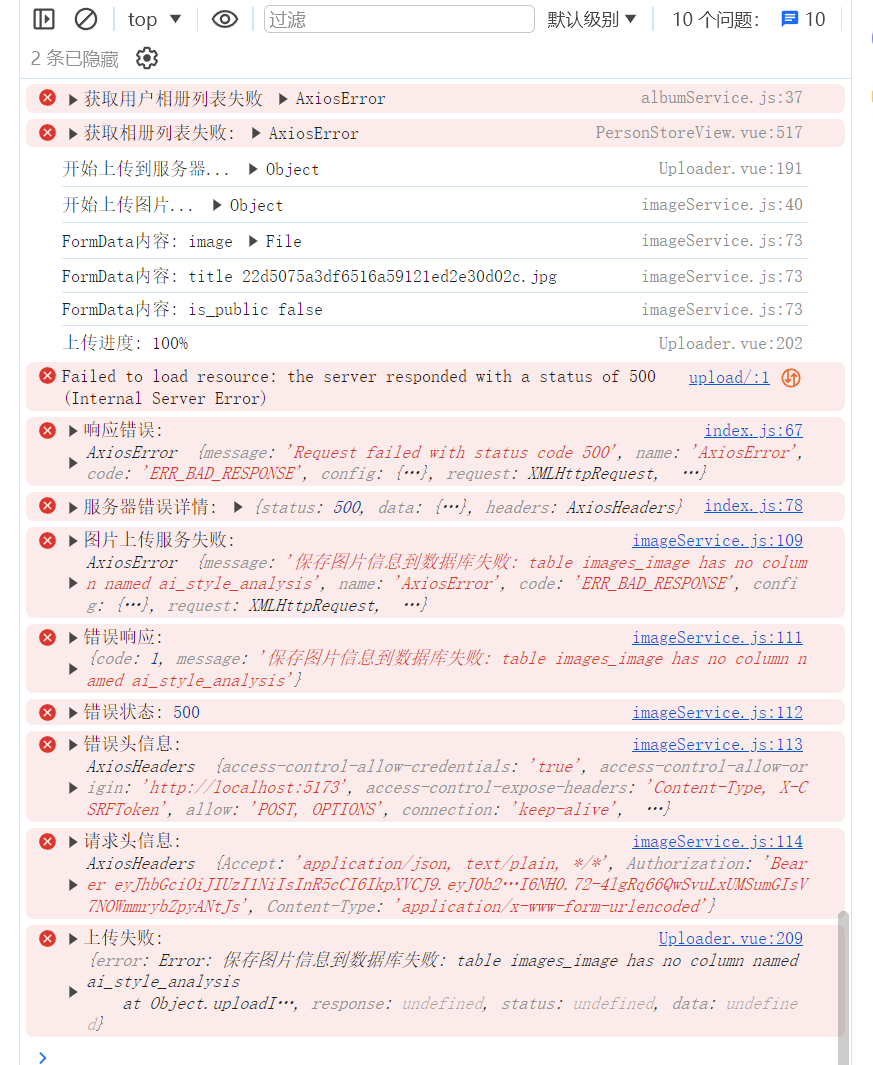 top 过滤 默认级别 10 个问题: 10
2 条已隐藏
获取用户相册列表失败 AxiosError albumService.js:37
获取相册列表失败: AxiosError PersonStoreView.vue:517
开始上传到服务器... Object Uploader.vue:191
开始上传图片... Object imageService.js:40
FormData内容: image File imageService.js:73
FormData内容: title 22d5075a3df6516a59121ed2e30d02c.jpg imageService.js:73
FormData内容: is_public false imageService.js:73
上传进度: 100% Uploader.vue:202
Failed to load resource: the server responded with a status of 500 upload/:1
(Internal Server Error)
响应错误: index.js:67
AxiosError {message: 'Request failed with status code 500', name: 'AxiosError',
code: 'ERR_BAD_RESPONSE', config: {…}, request: XMLHttpRequest, …}
服务器错误详情: {status: 500, data: {…}, headers: AxiosHeaders} index.js:78
图片上传服务失败: imageService.js:109
AxiosError {message: '保存图片信息到数据库失败: table images_image has no colum
n named ai_style_analysis', name: 'AxiosError', code: 'ERR_BAD_RESPONSE', confi
g: {…}, request: XMLHttpRequest, …}
错误响应: imageService.js:111
{code: 1, message: '保存图片信息到数据库失败: table images_image has no column n
amed ai_style_analysis'}
错误状态: 500 imageService.js:112
错误头信息: imageService.js:113
AxiosHeaders {access-control-allow-credentials: 'true', access-control-allow-or
igin: 'http://localhost:5173', access-control-expose-headers: 'Content-Type, X-C
SRFToken', allow: 'POST, OPTIONS', connection: 'keep-alive', …}
请求头信息: imageService.js:114
AxiosHeaders {Accept: 'application/json, text/plain, */*', Authorization: 'Bear
er eyJhbGciOiJIUzI1NiIsInR5cCI6IkpXVCJ9.eyJ0b2…I6NH0.72-4lgRq66QwSvuLxUMSumGIsV
7NOWmmrybZpyANtJs', Content-Type: 'application/x-www-form-urlencoded'}
上传失败: Uploader.vue:209
{error: Error: 保存图片信息到数据库失败: table images_image has no column named
ai_style_analysis
at Object.uploadI…, response: undefined, status: undefined, data: undefine
d}